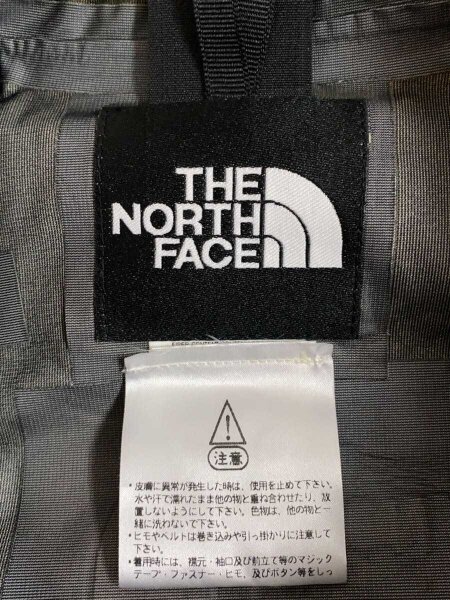 THE
NORTH
FACE
FIBER CONTENT
注意
・皮膚に異常が発生した時は、使用を止めて下さい。
水や汗で濡れたまま他の物と重ね合わせたり、放
置しないようにして下さい。色物は、他の物と一
緒に洗わないで下さい。
・ヒモやベルトは巻き込みや引っ掛かりに注意して
下さい。
・着用時には、襟元・袖口及び前立て等のマジック
テープ・ファスナー・ヒモ、及びボタン等をしっ